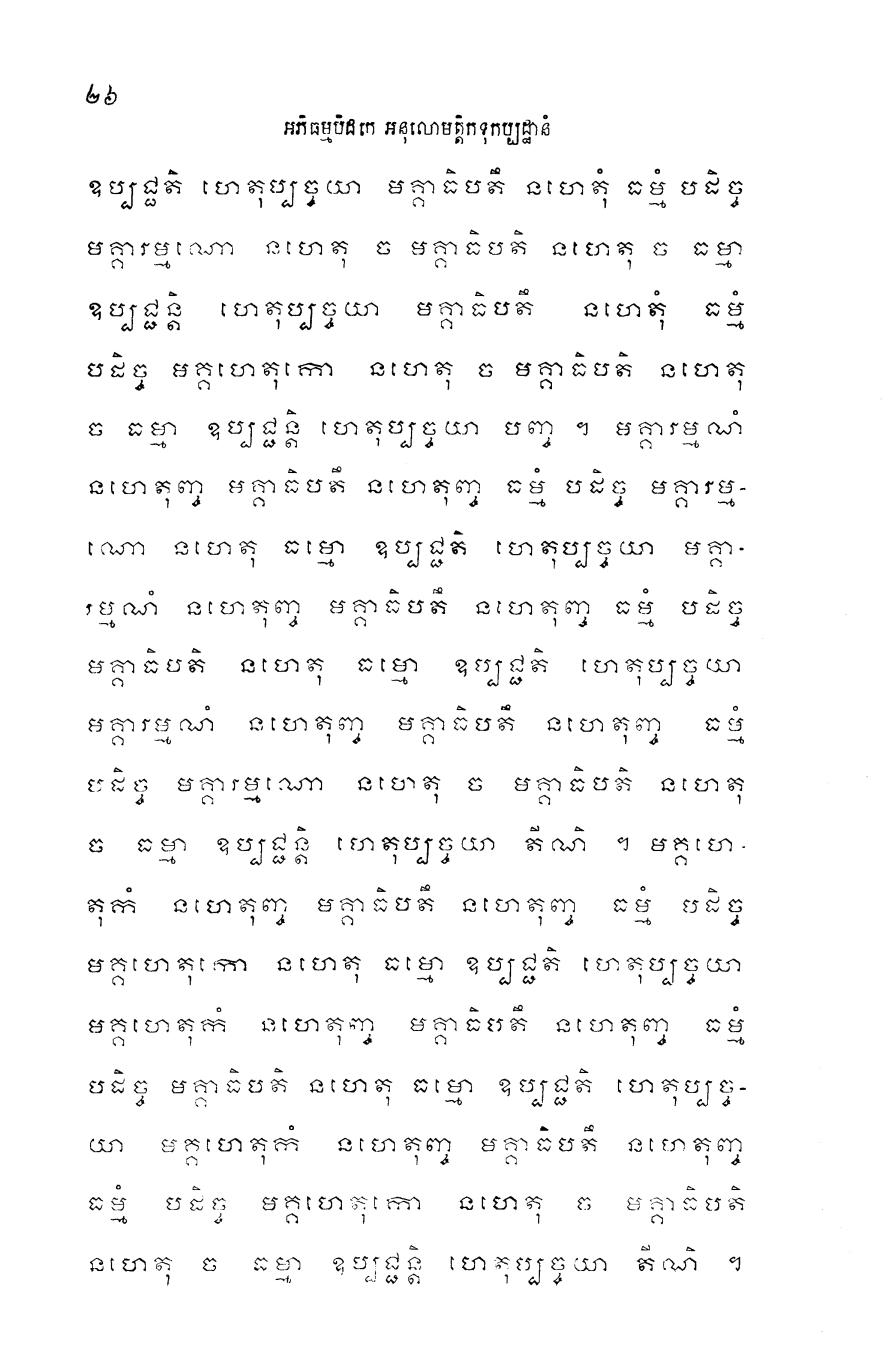 ២៦
អភិធម្មបិដកេ អនុលោមត្តិកទុកប្បដ្ឋានំ
ឧប្បជ្ជតិ ហេតុប្បច្ចយា មគ្គាធិបតឹ នហេតុំ ធម្មំ បដិច្ច
មគ្គារម្មណោ នហេតុ ច មគ្គាធិបតិ នហេតុ ច ធម្មា
ឧប្បជ្ជន្តិ ហេតុប្បច្ចយា មគ្គាធិបតឹ នហេតុំ ធម្មំ
បដិច្ច មគ្គហេតុកោ នហេតុ ច មគ្គាធិបតិ នហេតុ
ច ធម្មា ឧប្បជ្ជន្តិ ហេតុប្បច្ចយា បញ្ច ។ មគ្គារម្មណំ
នហេតុញ្ច មគ្គាធិបតឹ នហេតុញ្ច ធម្មំ បដិច្ច មគ្គារម្ម-
ណោ នហេតុ ធម្មោ ឧប្បជ្ជតិ ហេតុប្បច្ចយា មគ្គា-
រម្មណំ នហេតុញ្ច មគ្គាធិបតឹ នហេតុញ្ច ធម្មំ បដិច្ច
មគ្គាធិបតិ នហេតុ ធម្មោ ឧប្បជ្ជតិ ហេតុប្បច្ចយា
មគ្គារម្មណំ នហេតុញ្ច មគ្គាធិបតឹ នហេតុញ្ច ធម្មំ
បដិច្ច មគ្គារម្មណោ នហេតុ ច មគ្គាធិបតិ នហេតុ
ច ធម្មា ឧប្បជ្ជន្តិ ហេតុប្បច្ចយា តីណិ ។ មគ្គហេ-
តុកំ នហេតុញ្ច មគ្គាធិបតឹ នហេតុញ្ច ធម្មំ បដិច្ច
មគ្គហេតុកោ នហេតុ ធម្មោ ឧប្បជ្ជតិ ហេតុប្បច្ចយា
មគ្គហេតុកំ នហេតុញ្ច មគ្គាធិបតឹ នហេតុញ្ច ធម្មំ
បដិច្ច មគ្គាធិបតិ នហេតុ ធម្មោ ឧប្បជ្ជតិ ហេតុប្បច្ច-
យា មគ្គហេតុកំ នហេតុញ្ច មគ្គាធិបតឹ នហេតុញ្ច
ធម្មំ បដិច្ច មគ្គហេតុកោ នហេតុ ច មគ្គាធិបតិ
នហេតុ ច ធម្មា ឧប្បជ្ជន្តិ ហេតុប្បច្ចយា តីណិ ។